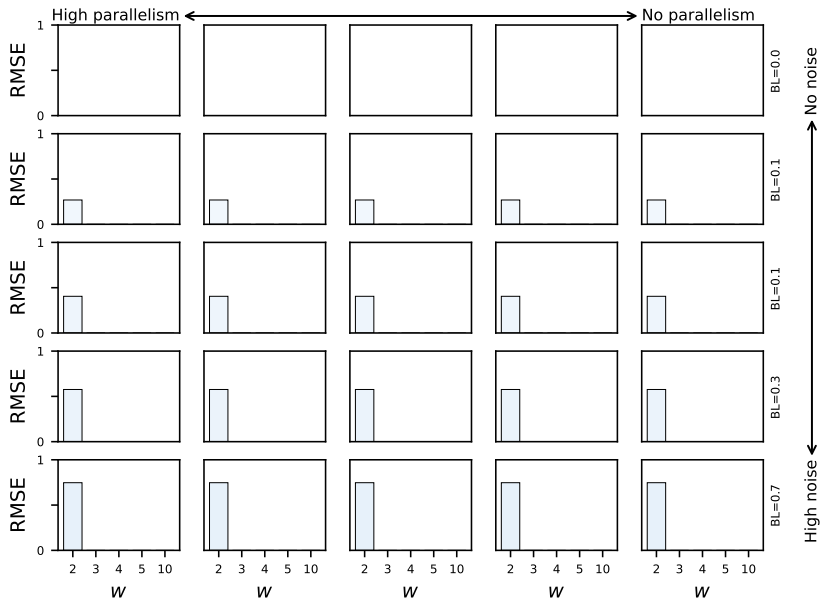 High parallelism No parallelism
1
RMSE
0
BL=0.0
No noise
1
RMSE
0
BL=0.1
1
RMSE
0
BL=0.1
1
RMSE
0
BL=0.3
1
RMSE
0
BL=0.7
High noise
2 3 4 5 10 2 3 4 5 10 2 3 4 5 10 2 3 4 5 10 2 3 4 5 10
w w w w w